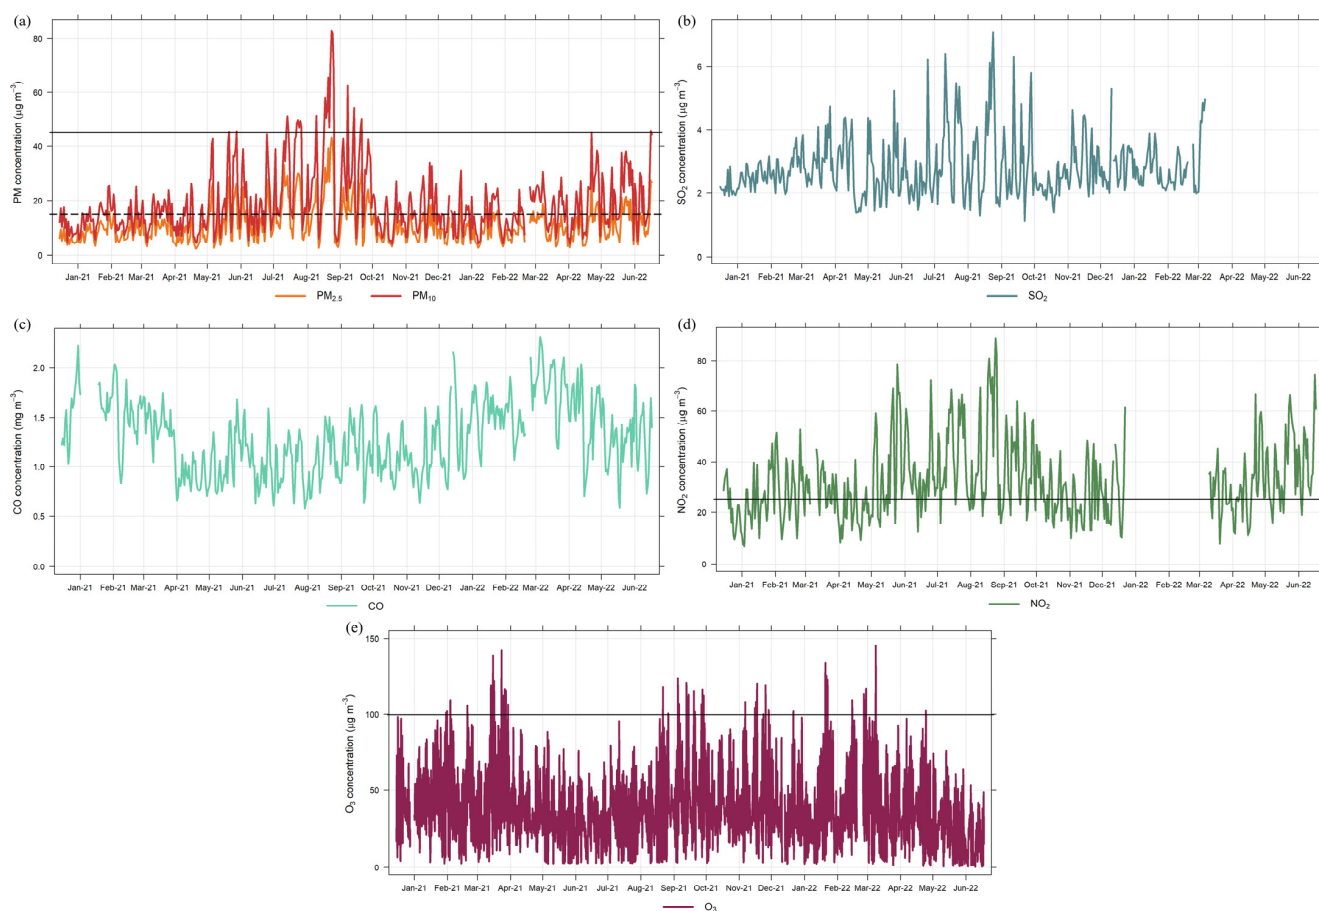 (a)
PM concentration (µg m⁻³)
80
60
40
20
0
Jan-21 Feb-21 Mar-21 Apr-21 May-21 Jun-21 Jul-21 Aug-21 Sep-21 Oct-21 Nov-21 Dec-21 Jan-22 Feb-22 Mar-22 Apr-22 May-22 Jun-22
PM₂.₅ PM₁₀
(b)
SO₂ concentration (µg m⁻³)
6
4
2
0
Jan-21 Feb-21 Mar-21 Apr-21 May-21 Jun-21 Jul-21 Aug-21 Sep-21 Oct-21 Nov-21 Dec-21 Jan-22 Feb-22 Mar-22 Apr-22 May-22 Jun-22
SO₂
(c)
CO concentration (mg m⁻³)
2.0
1.5
1.0
0.5
0.0
Jan-21 Feb-21 Mar-21 Apr-21 May-21 Jun-21 Jul-21 Aug-21 Sep-21 Oct-21 Nov-21 Dec-21 Jan-22 Feb-22 Mar-22 Apr-22 May-22 Jun-22
CO
(d)
NO₂ concentration (µg m⁻³)
80
60
40
20
0
Jan-21 Feb-21 Mar-21 Apr-21 May-21 Jun-21 Jul-21 Aug-21 Sep-21 Oct-21 Nov-21 Dec-21 Jan-22 Feb-22 Mar-22 Apr-22 May-22 Jun-22
NO₂
(e)
O₃ concentration (µg m⁻³)
150
100
50
0
Jan-21 Feb-21 Mar-21 Apr-21 May-21 Jun-21 Jul-21 Aug-21 Sep-21 Oct-21 Nov-21 Dec-21 Jan-22 Feb-22 Mar-22 Apr-22 May-22 Jun-22
O₃